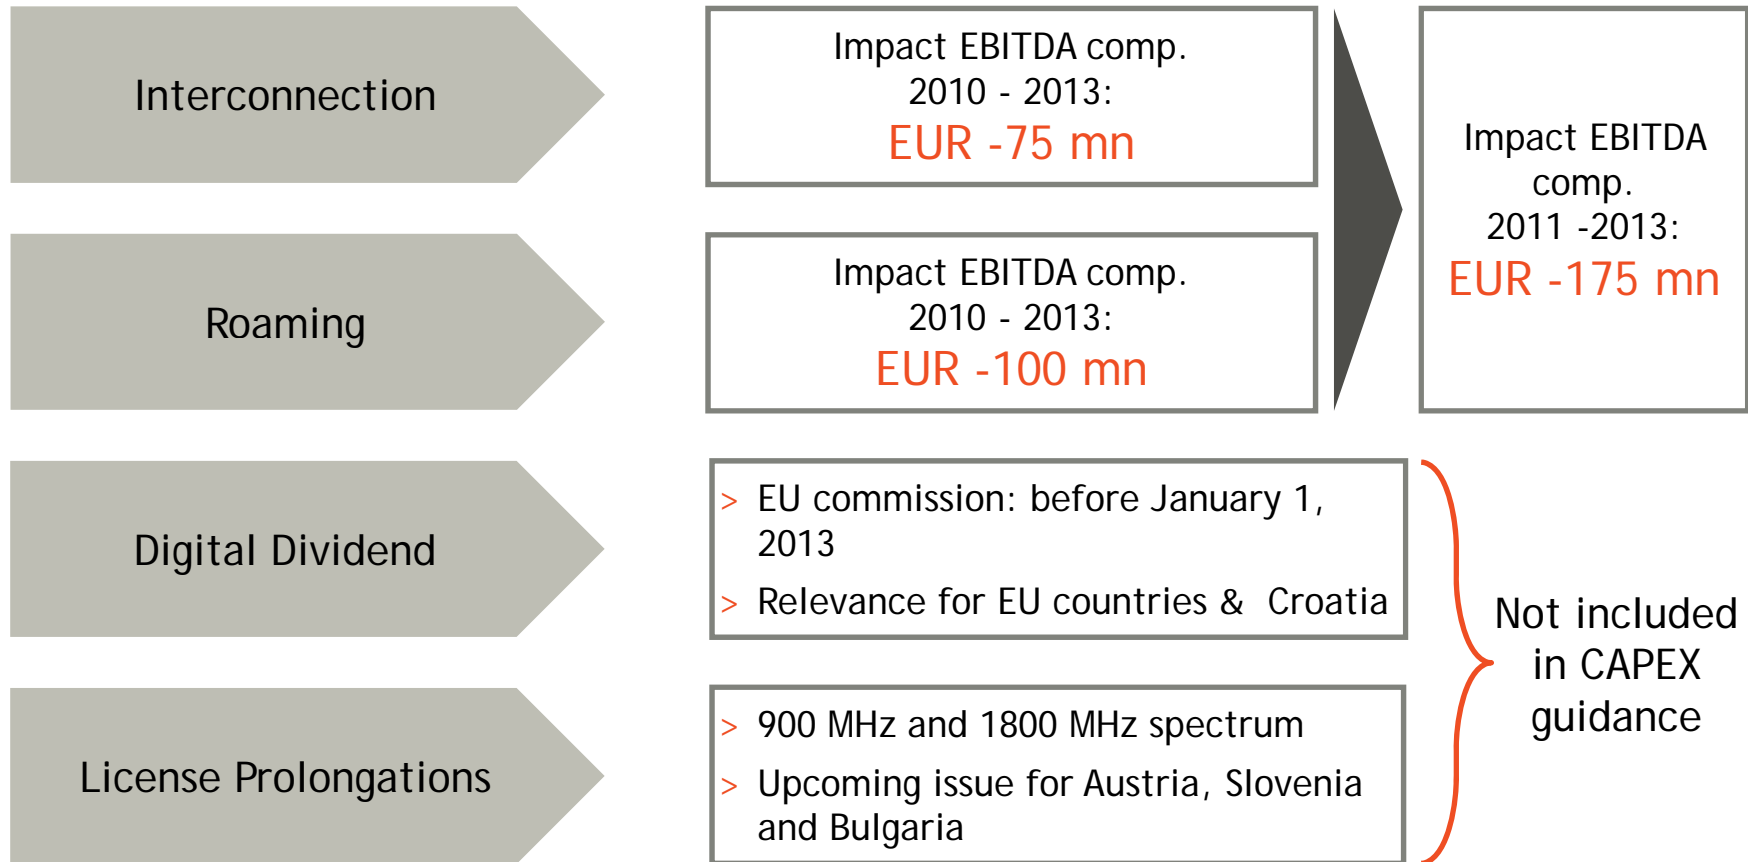 Interconnection
Impact EBITDA comp.
2010 - 2013:
EUR -75 mn
Roaming
Impact EBITDA comp.
2010 - 2013:
EUR -100 mn
Impact EBITDA
comp.
2011 -2013:
EUR -175 mn
Digital Dividend
> EU commission: before January 1,
2013
> Relevance for EU countries & Croatia
License Prolongations
> 900 MHz and 1800 MHz spectrum
> Upcoming issue for Austria, Slovenia
and Bulgaria
Not included
in CAPEX
guidance